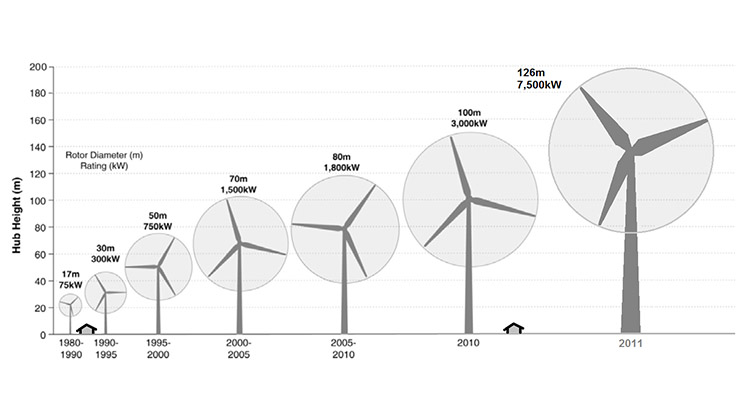 126m
7,500kW
200
180
160
140
120
100
80
60
40
20
0
Hub Height (m)
Rotor Diameter (m)
Rating (kW)
17m
75kW
30m
300kW
50m
750kW
70m
1,500kW
80m
1,800kW
100m
3,000kW
1980-
1990
1990-
1995
1995-
2000
2000-
2005
2005-
2010
2010
2011